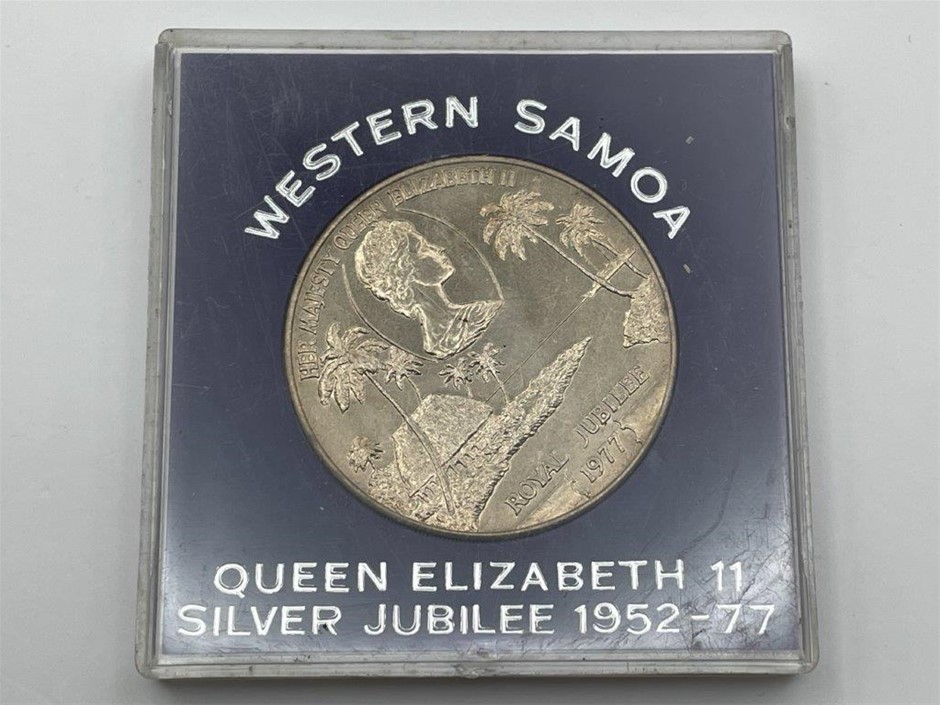 WESTERN SAMOA
HER MAJESTY QUEEN ELIZABETH II
ROYAL JUBILEE
1977
QUEEN ELIZABETH 11
SILVER JUBILEE 1952-77